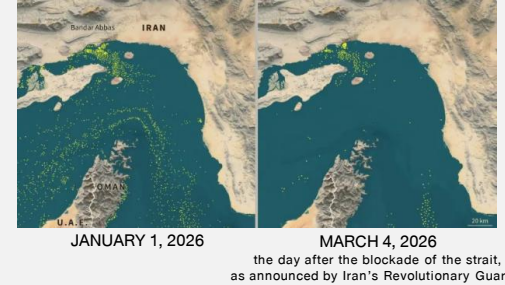 Bandar Abbas
IRAN
OMAN
U.A.E.
20 km
JANUARY 1, 2026
MARCH 4, 2026
the day after the blockade of the strait,
as announced by Iran's Revolutionary Guar